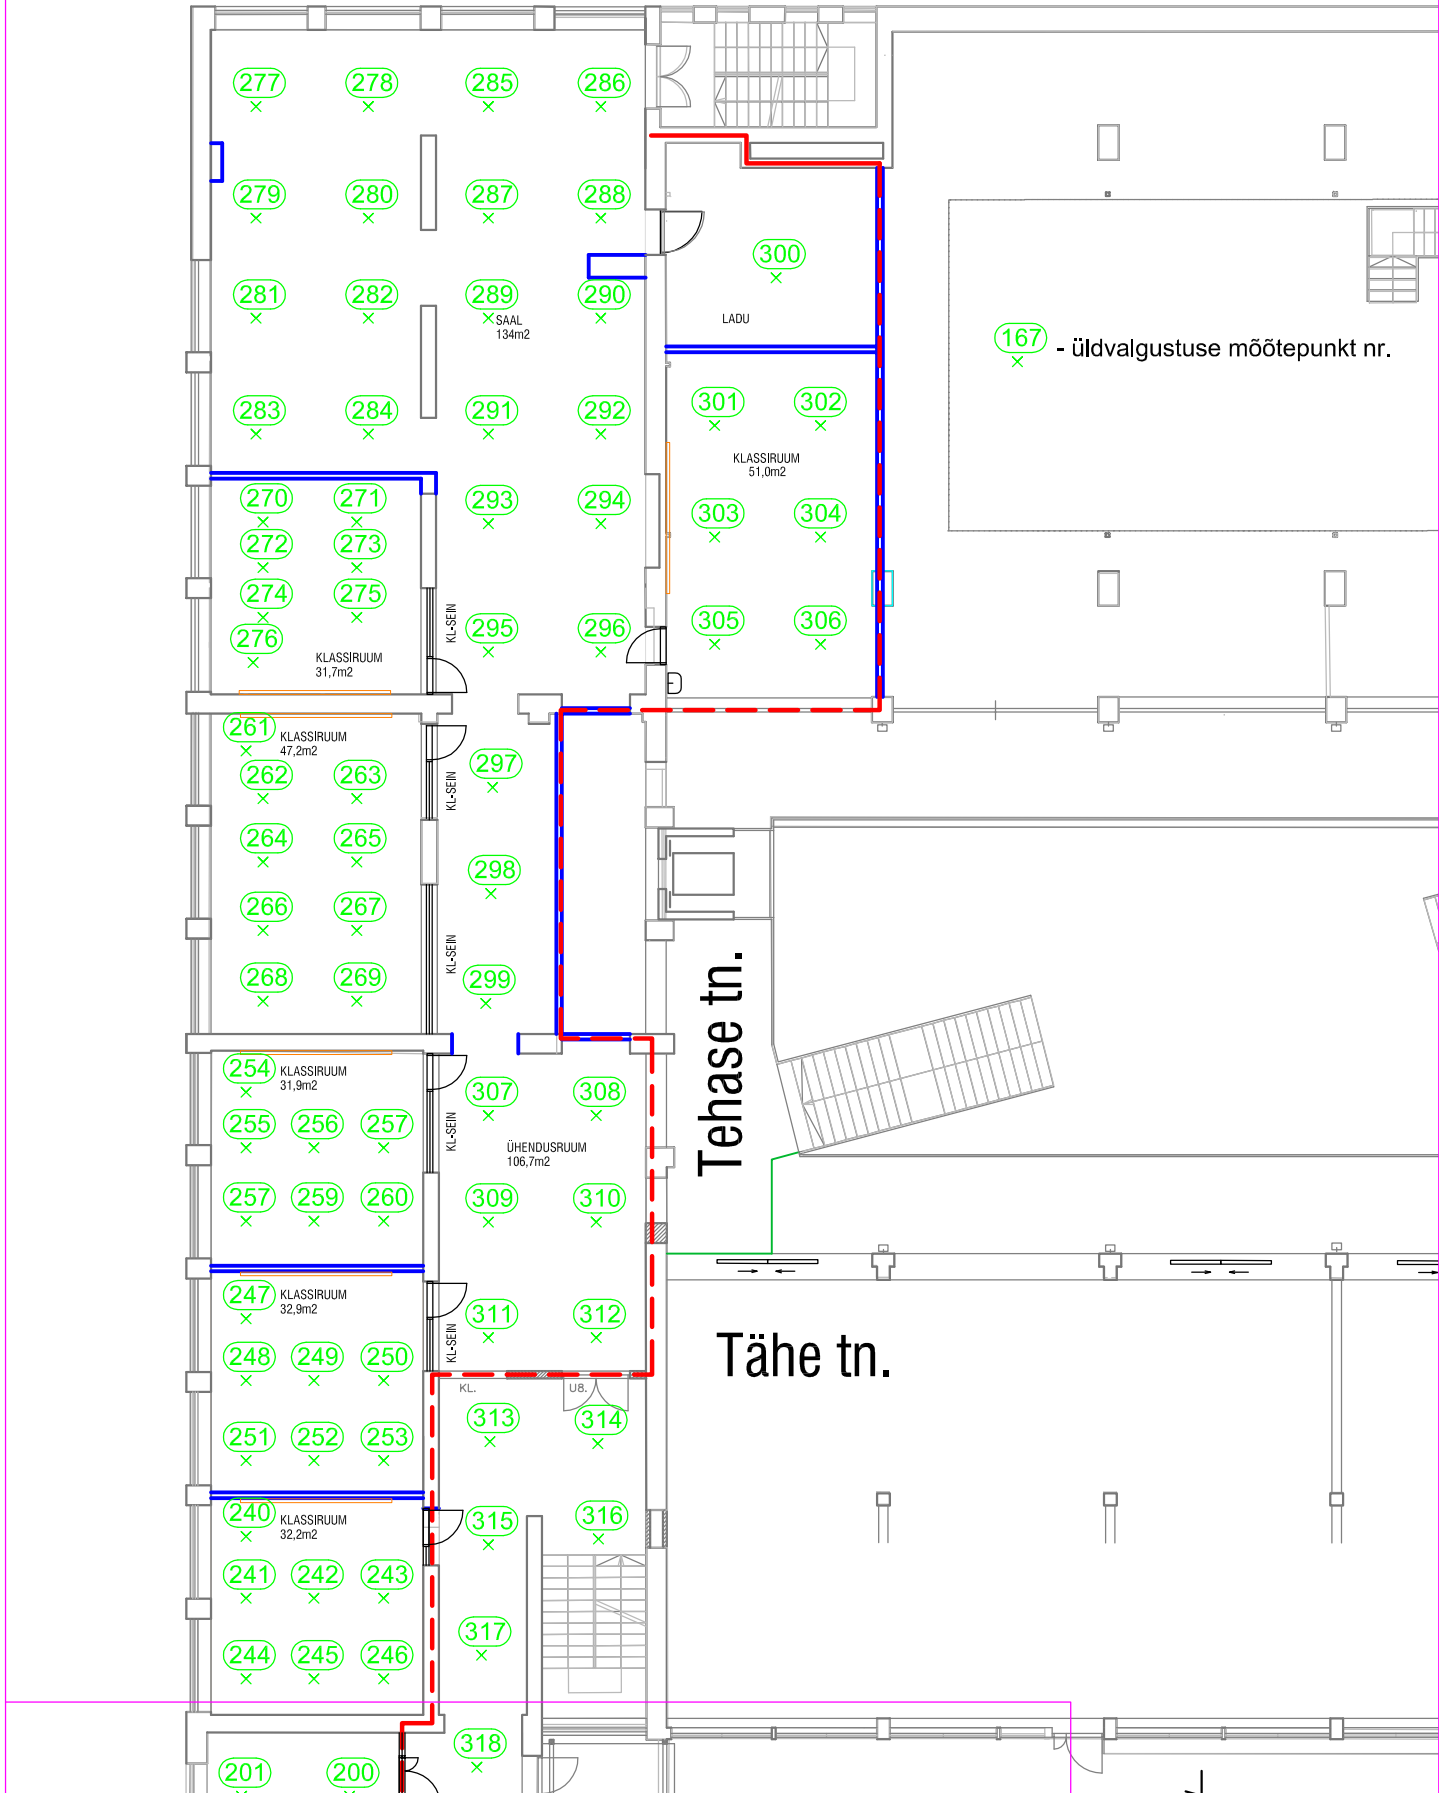 277 278 285 286
279 280 287 288
300
281 282 289 290
SAAL
134m2
LADU
167 - üldvalgustuse mõõtepunkt nr.
283 284 291 292
301 302
KLASSIRUUM
51,0m2
270 271 293 294
303 304
272 273
274 275
KL-SEIN
276
295 296
305 306
KLASSIRUUM
31,7m2
261
KLASSIRUUM
47,2m2
262 263
297
KL-SEIN
264 265
298
266 267
KL-SEIN
268 269
299
Tehase tn.
254
KLASSIRUUM
31,9m2
307 308
255 256 257
KL-SEIN
ÜHENDUSRUUM
106,7m2
257 259 260
309 310
247
KLASSIRUUM
32,9m2
311 312
KL-SEIN
248 249 250
Tähe tn.
KL. U8.
313 314
251 252 253
240
KLASSIRUUM
32,2m2
315 316
241 242 243
317
244 245 246
318
201 200